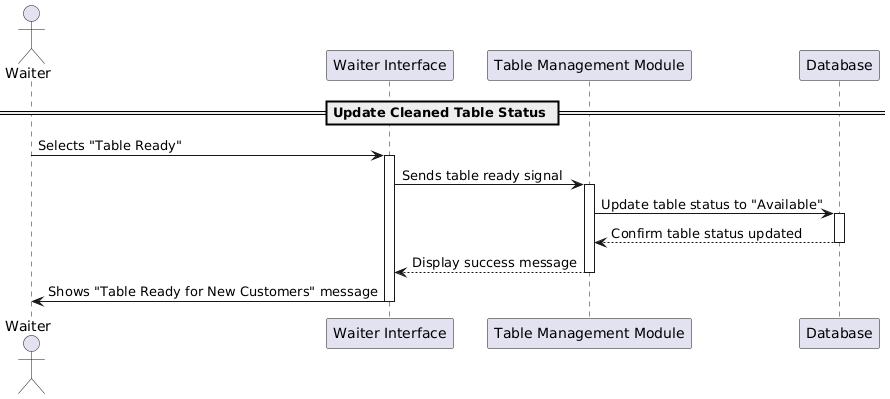 Waiter
Waiter Interface
Table Management Module
Database
Update Cleaned Table Status
Selects "Table Ready"
Sends table ready signal
Update table status to "Available"
Confirm table status updated
Display success message
Shows "Table Ready for New Customers" message
Waiter
Waiter Interface
Table Management Module
Database